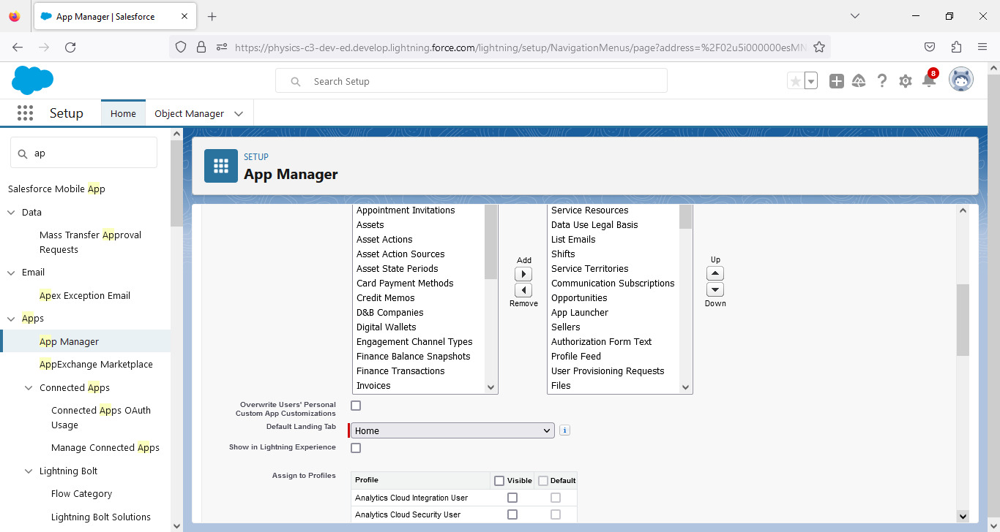 App Manager | Salesforce
https://physics-c3-dev-ed.develop.lightning.force.com/lightning/setup/NavigationMenus/page?address=%2F02u5i000000esMN
Search Setup
8
Setup
Home
Object Manager
ap
Salesforce Mobile App
Data
Mass Transfer Approval
Requests
Email
Apex Exception Email
Apps
App Manager
AppExchange Marketplace
Connected Apps
Connected Apps OAuth
Usage
Manage Connected Apps
Lightning Bolt
Flow Category
Lightning Bolt Solutions
SETUP
App Manager
Appointment Invitations
Assets
Asset Actions
Asset Action Sources
Asset State Periods
Card Payment Methods
Credit Memos
D&B Companies
Digital Wallets
Engagement Channel Types
Finance Balance Snapshots
Finance Transactions
Invoices
Add
Remove
Service Resources
Data Use Legal Basis
List Emails
Shifts
Service Territories
Communication Subscriptions
Opportunities
App Launcher
Sellers
Authorization Form Text
Profile Feed
User Provisioning Requests
Files
Up
Down
Overwrite Users' Personal
Custom App Customizations
Default Landing Tab
Home
i
Show in Lightning Experience
Assign to Profiles
Profile
Visible
Default
Analytics Cloud Integration User
Analytics Cloud Security User